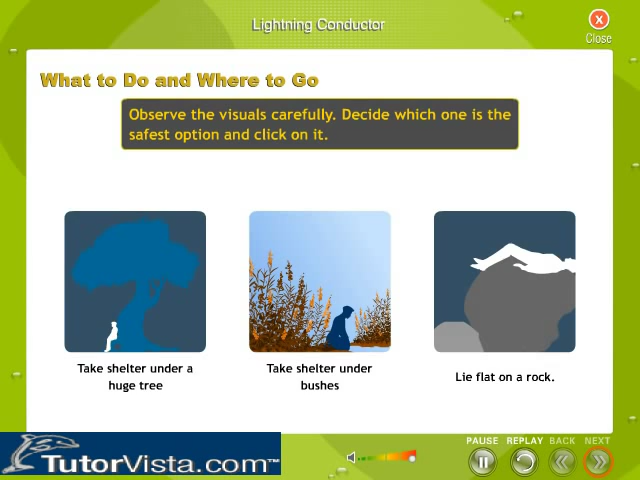 Lightning Conductor
Close
What to Do and Where to Go
Observe the visuals carefully. Decide which one is the
safest option and click on it.
Take shelter under a
huge tree
Take shelter under
bushes
Lie flat on a rock.
PAUSE REPLAY BACK NEXT
TutorVista.com™